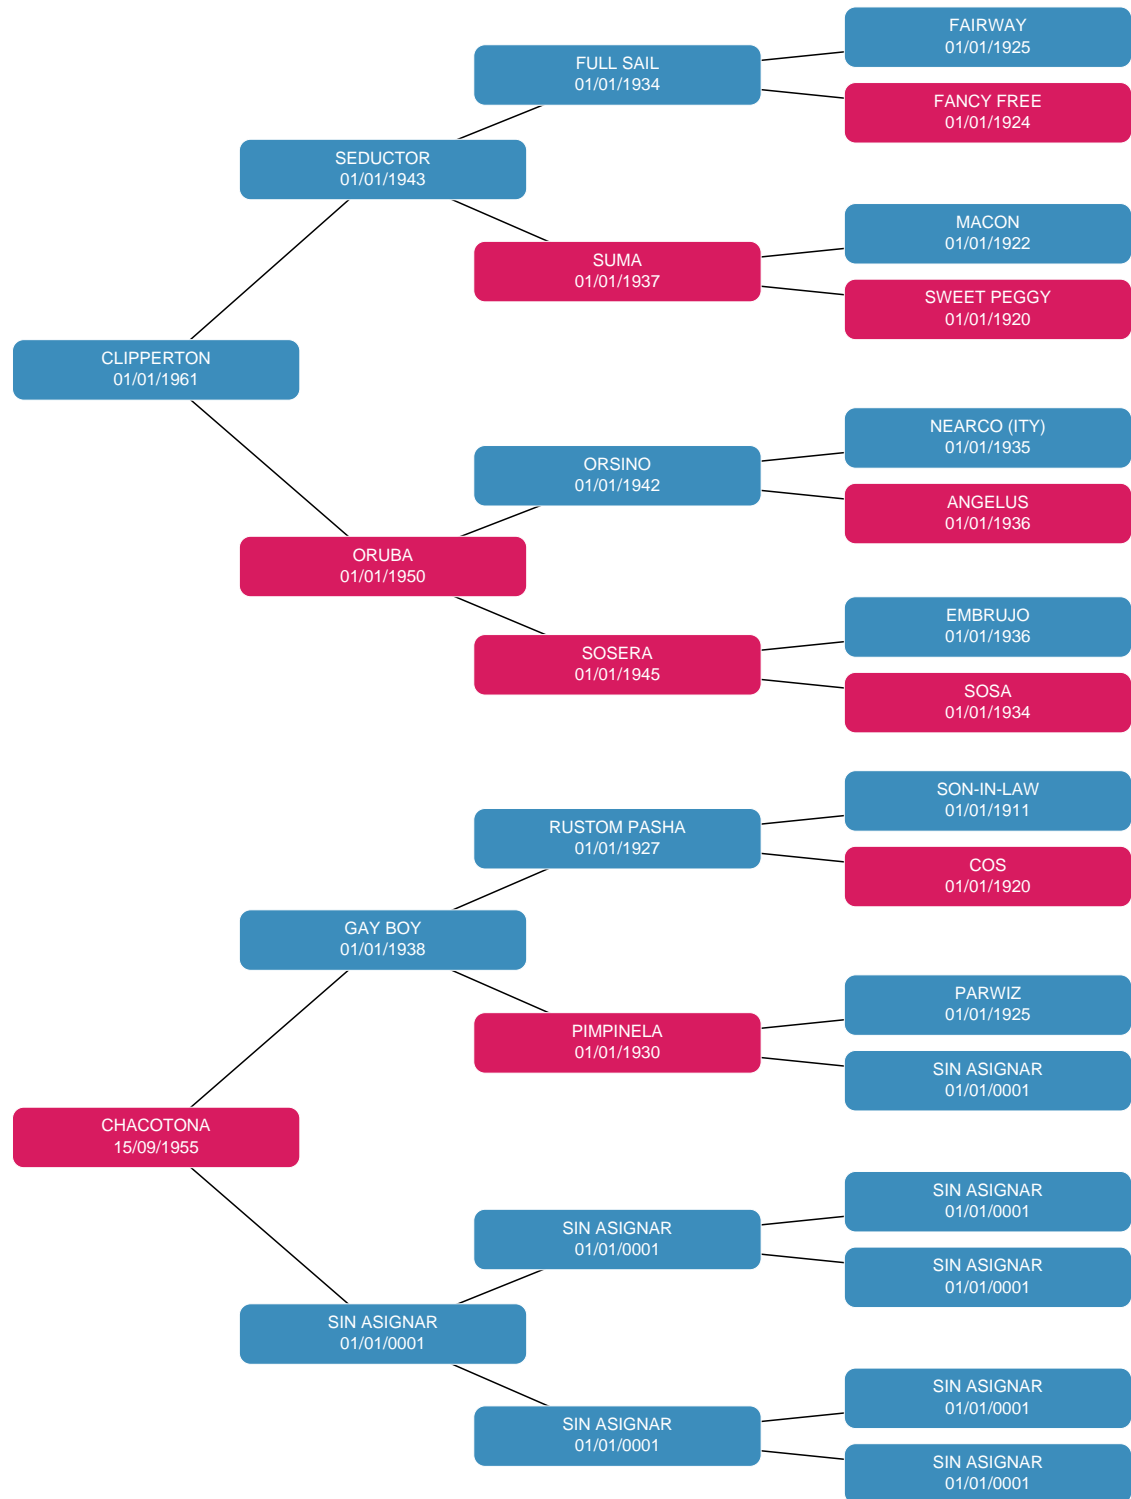 FAIRWAY
01/01/1925
FULL SAIL
01/01/1934
FANCY FREE
01/01/1924
SEDUCTOR
01/01/1943
MACON
01/01/1922
SUMA
01/01/1937
SWEET PEGGY
01/01/1920
CLIPPERTON
01/01/1961
NEARCO (ITY)
01/01/1935
ORSINO
01/01/1942
ANGELUS
01/01/1936
ORUBA
01/01/1950
EMBRUJO
01/01/1936
SOSERA
01/01/1945
SOSA
01/01/1934
SON-IN-LAW
01/01/1911
RUSTOM PASHA
01/01/1927
COS
01/01/1920
GAY BOY
01/01/1938
PARWIZ
01/01/1925
PIMPINELA
01/01/1930
SIN ASIGNAR
01/01/0001
CHACOTONA
15/09/1955
SIN ASIGNAR
01/01/0001
SIN ASIGNAR
01/01/0001
SIN ASIGNAR
01/01/0001
SIN ASIGNAR
01/01/0001
SIN ASIGNAR
01/01/0001
SIN ASIGNAR
01/01/0001
SIN ASIGNAR
01/01/0001